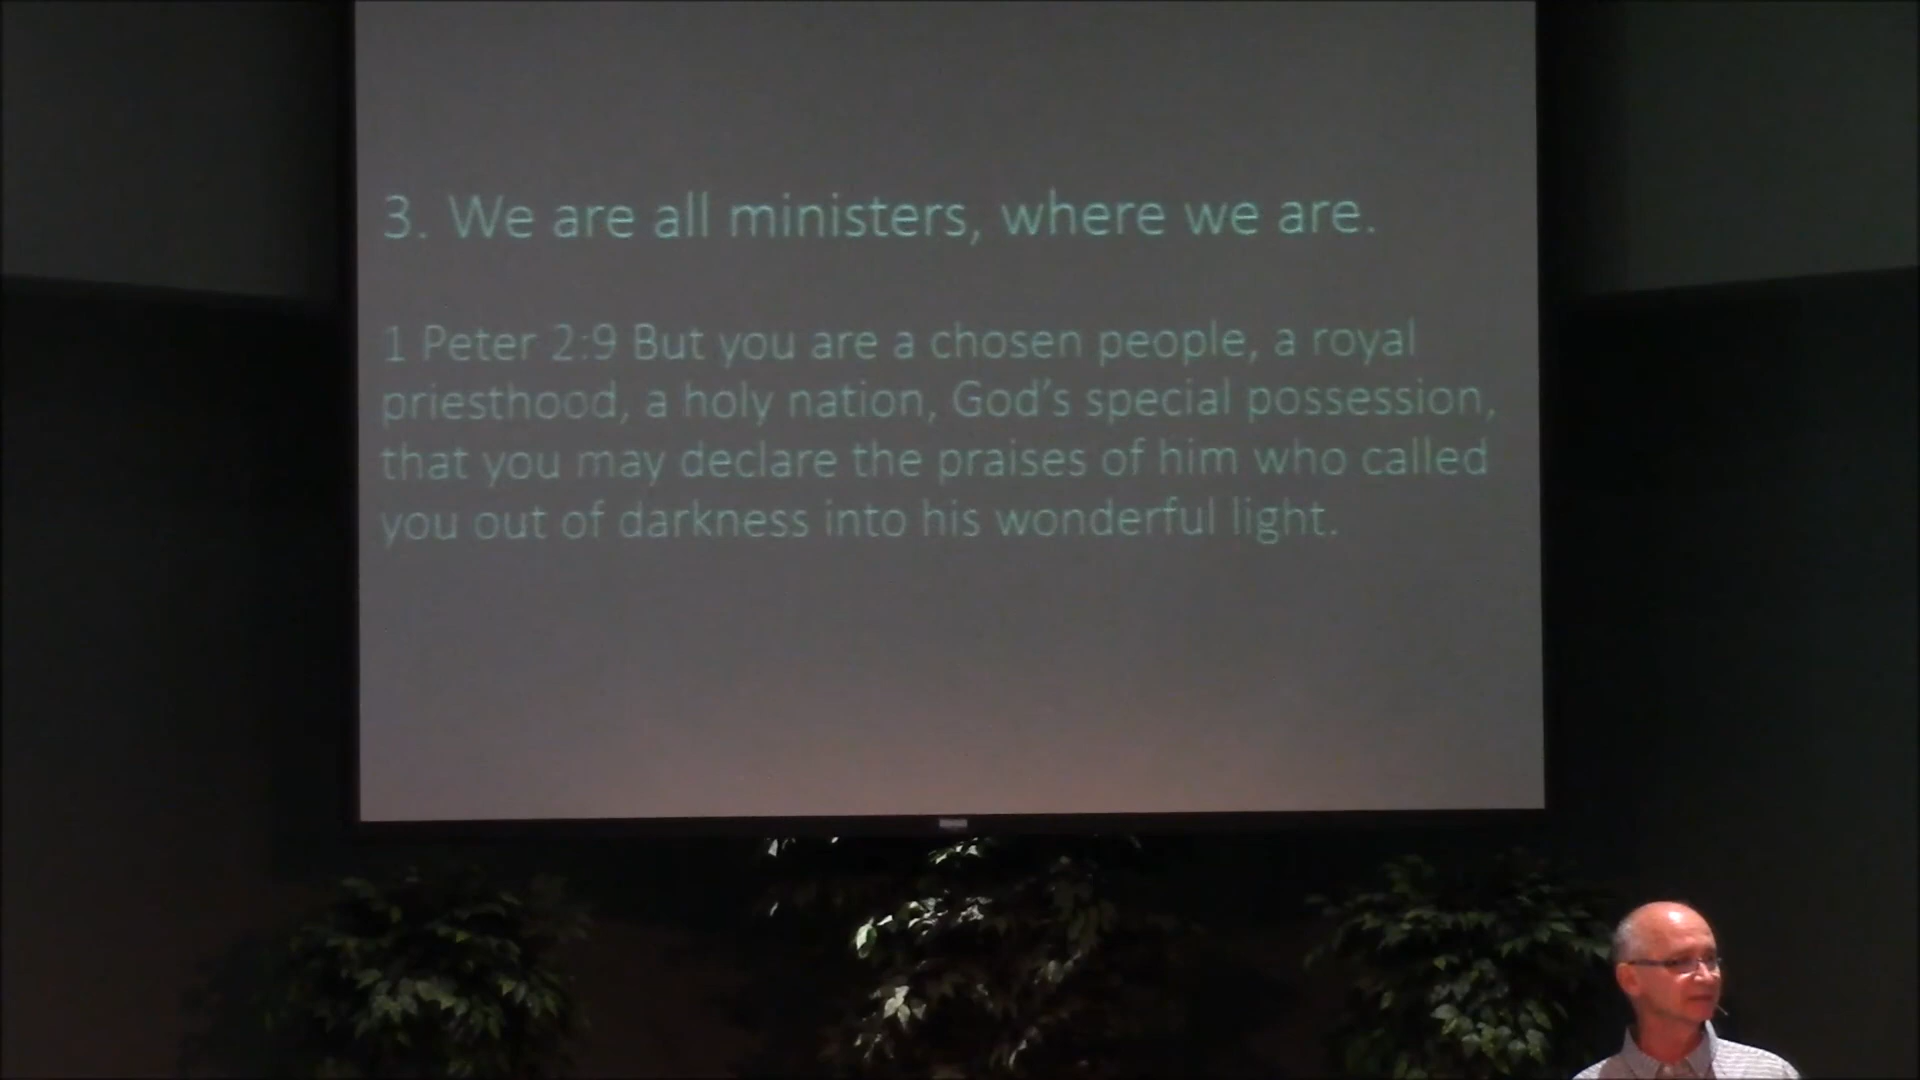 3. We are all ministers, where we are.
1 Peter 2:9 But you are a chosen people, a royal
priesthood, a holy nation, God’s special possession,
that you may declare the praises of him who called
you out of darkness into his wonderful light.